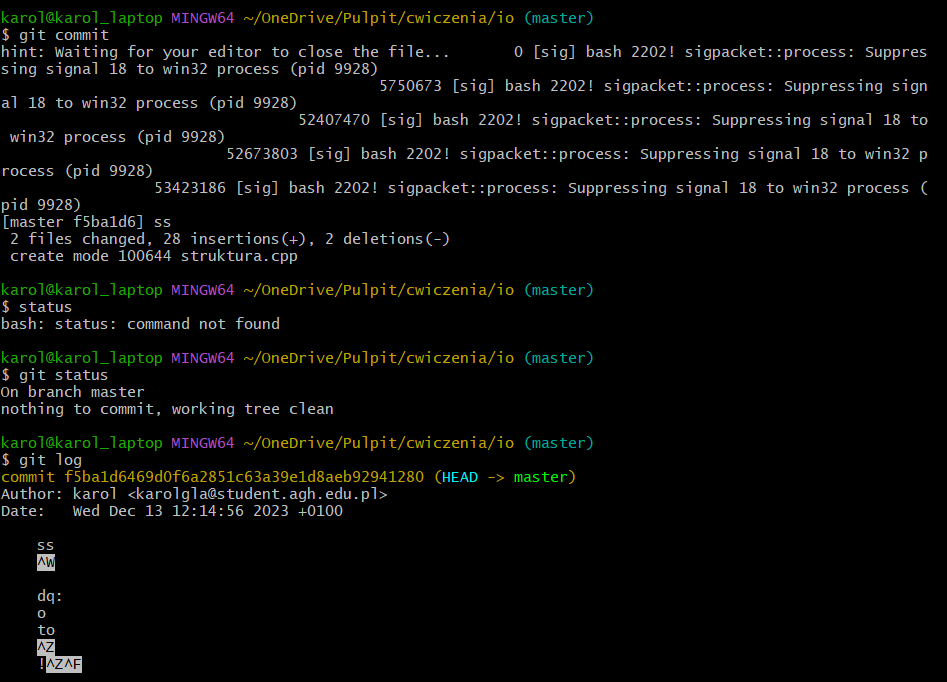 karol@karol_laptop MINGW64 ~/OneDrive/Pulpit/cwiczenia/io (master)
$ git commit
hint: Waiting for your editor to close the file...       0 [sig] bash 2202! sigpacket::process: Suppres
sing signal 18 to win32 process (pid 9928)
5750673 [sig] bash 2202! sigpacket::process: Suppressing sign
al 18 to win32 process (pid 9928)
52407470 [sig] bash 2202! sigpacket::process: Suppressing signal 18 to
win32 process (pid 9928)
52673803 [sig] bash 2202! sigpacket::process: Suppressing signal 18 to win32 p
rocess (pid 9928)
53423186 [sig] bash 2202! sigpacket::process: Suppressing signal 18 to win32 process (
pid 9928)
[master f5ba1d6] ss
2 files changed, 28 insertions(+), 2 deletions(-)
create mode 100644 struktura.cpp
karol@karol_laptop MINGW64 ~/OneDrive/Pulpit/cwiczenia/io (master)
$ status
bash: status: command not found
karol@karol_laptop MINGW64 ~/OneDrive/Pulpit/cwiczenia/io (master)
$ git status
On branch master
nothing to commit, working tree clean
karol@karol_laptop MINGW64 ~/OneDrive/Pulpit/cwiczenia/io (master)
$ git log
commit f5ba1d6469d0f6a2851c63a39e1d8aeb92941280 (HEAD -> master)
Author: karol <karolgla@student.agh.edu.pl>
Date:   Wed Dec 13 12:14:56 2023 +0100
ss
^W
dq:
o
to
^Z
!^Z^F